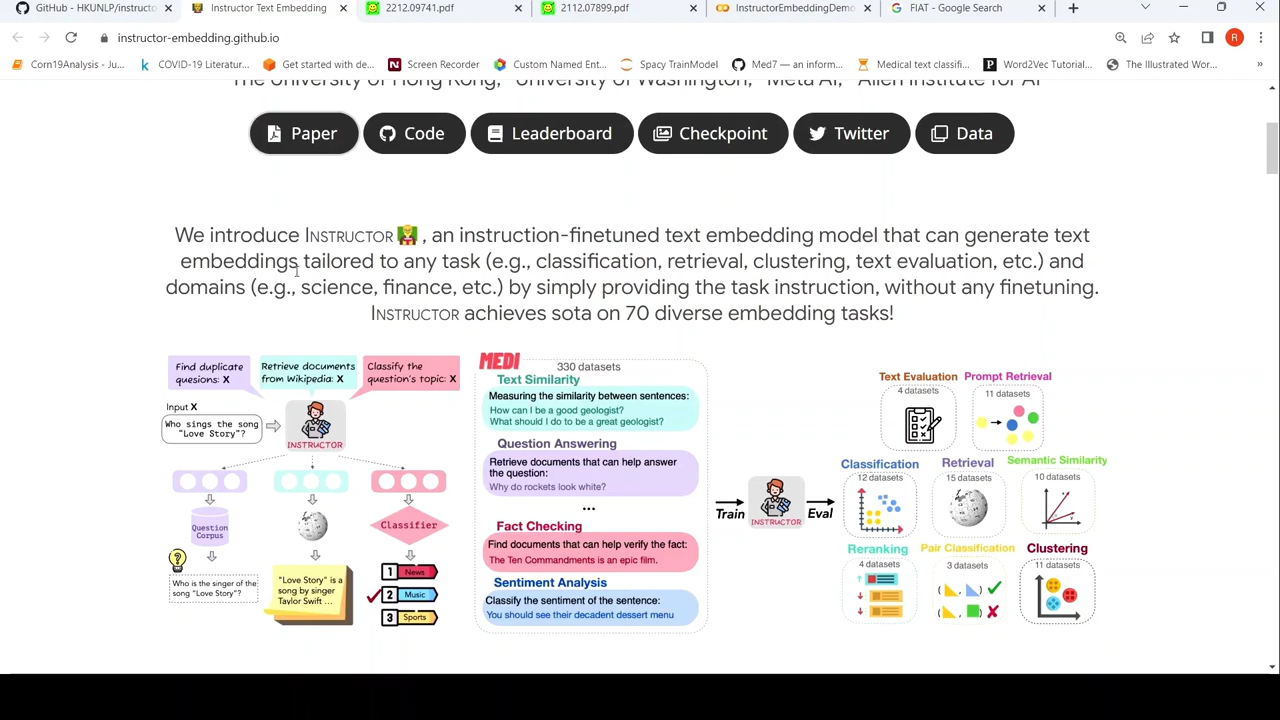 GitHub - HKUNLP/instructo
Instructor Text Embedding
2212.09741.pdf
2112.07899.pdf
InstructorEmbeddingDemo
FIAT - Google Search
instructor-embedding.github.io
R
Corn19Analysis - Ju...
COVID-19 Literatur...
Get started with de...
Screen Recorder
Custom Named Ent...
Spacy TrainModel
Med7 — an inform...
Medical text classifi...
Word2Vec Tutorial...
The Illustrated Wor...
»
The University of Hong Kong, University of Washington, Meta AI, Allen Institute for AI
Paper
Code
Leaderboard
Checkpoint
Twitter
Data
We introduce INSTRUCTOR , an instruction-finetuned text embedding model that can generate text
embeddings tailored to any task (e.g., classification, retrieval, clustering, text evaluation, etc.) and
domains (e.g., science, finance, etc.) by simply providing the task instruction, without any finetuning.
INSTRUCTOR achieves sota on 70 diverse embedding tasks!
Find duplicate
quesions: X
Retrieve documents
from Wikipedia: X
Classify the
question's topic: X
Input X
Who sings the song
"Love Story"?
INSTRUCTOR
Question
Corpus
Classifier
Who is the singer of the
song "Love Story"?
"Love Story" is a
song by singer
Taylor Swift ...
1 News
2 Music
3 Sports
MEDI
330 datasets
Text Similarity
Measuring the similarity between sentences:
How can I be a good geologist?
What should I do to be a great geologist?
Question Answering
Retrieve documents that can help answer
the question:
Why do rockets look white?
...
Fact Checking
Find documents that can help verify the fact:
The Ten Commandments is an epic film.
Sentiment Analysis
Classify the sentiment of the sentence:
You should see their decadent dessert menu
Train
INSTRUCTOR
Eval
Text Evaluation
4 datasets
Prompt Retrieval
11 datasets
Classification
12 datasets
Retrieval
15 datasets
Semantic Similarity
10 datasets
Reranking
4 datasets
Pair Classification
3 datasets
Clustering
11 datasets